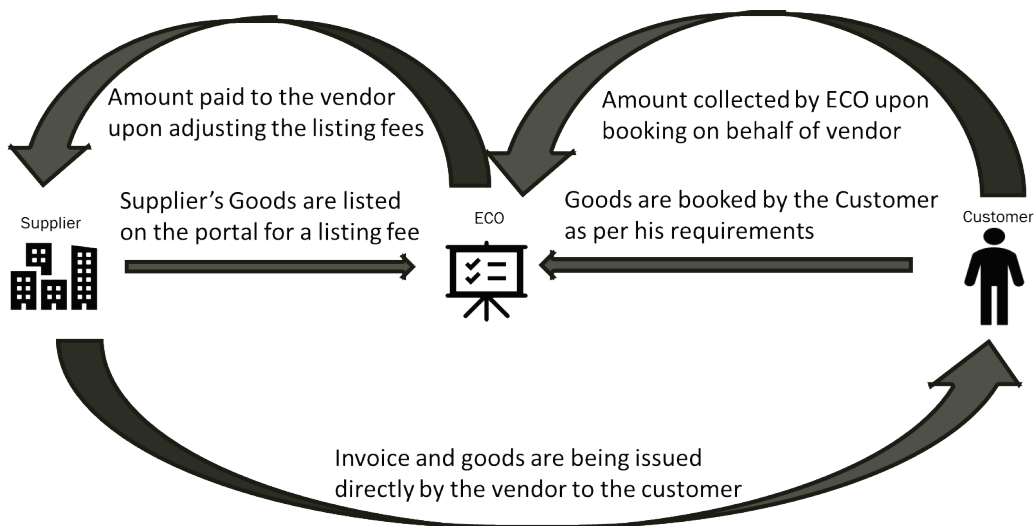 Amount paid to the vendor
upon adjusting the listing fees
Amount collected by ECO upon
booking on behalf of vendor
Supplier
Supplier's Goods are listed
on the portal for a listing fee
ECO
Goods are booked by the Customer
as per his requirements
Customer
Invoice and goods are being issued
directly by the vendor to the customer